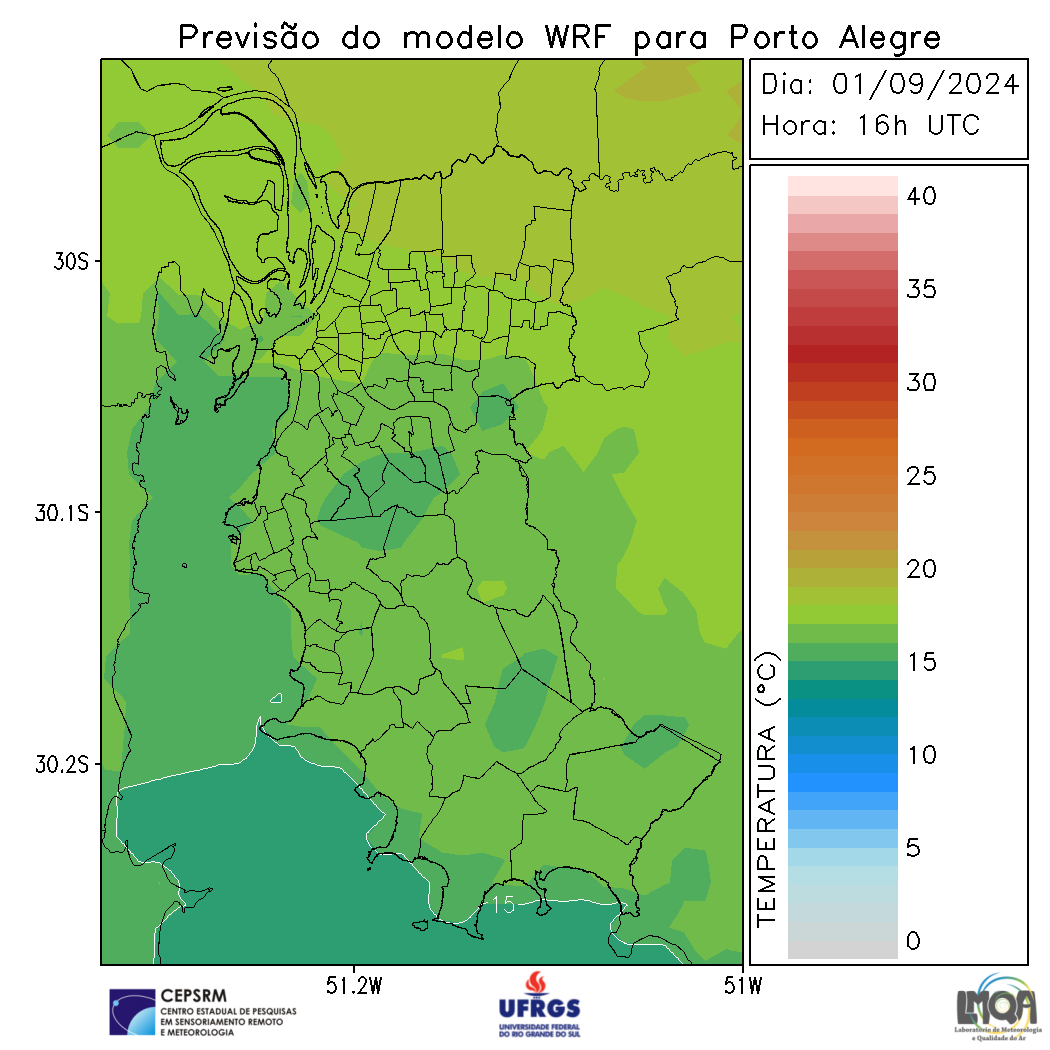 Previsão do modelo WRF para Porto Alegre
Dia: 01/09/2024
Hora: 16h UTC
40
35
30
25
20
15
10
5
0
TEMPERATURA (°C)
30S
30.1S
30.2S
15
51.2W
51W
CEPSRM
CENTRO ESTADUAL DE PESQUISAS
EM SENSORIAMENTO REMOTO
E METEOROLOGIA
UFRGS
UNIVERSIDADE FEDERAL
DO RIO GRANDE DO SUL
LMQA
Laboratório de Meteorologia
e Qualidade do Ar